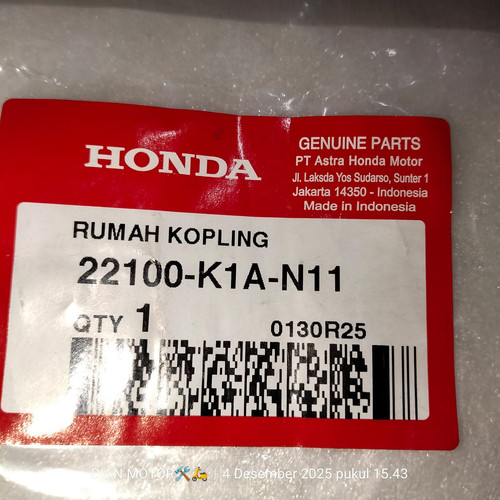 HONDA
GENUINE PARTS
PT Astra Honda Motor
Jl. Laksda Yos Sudarso, Sunter 1
Jakarta 14350 - Indonesia
Made in Indonesia
RUMAH KOPLING
22100-K1A-N11
QTY 1 0130R25
MOTOR🛠️🛵 | 4 Desember 2025 pukul 15.43